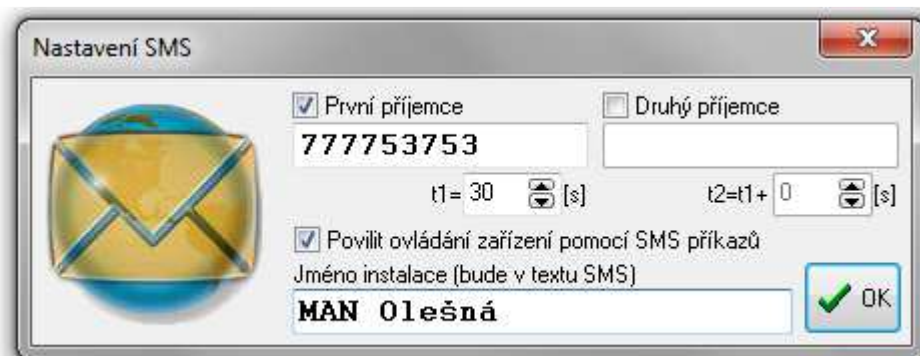 Nastavení SMS
První příjemce Druhý příjemce
777753753
t1= 30 [s] t2=t1+ 0 [s]
Povilit ovládání zařízení pomocí SMS příkazů
Jméno instalace (bude v textu SMS)
MAN Olešná OK